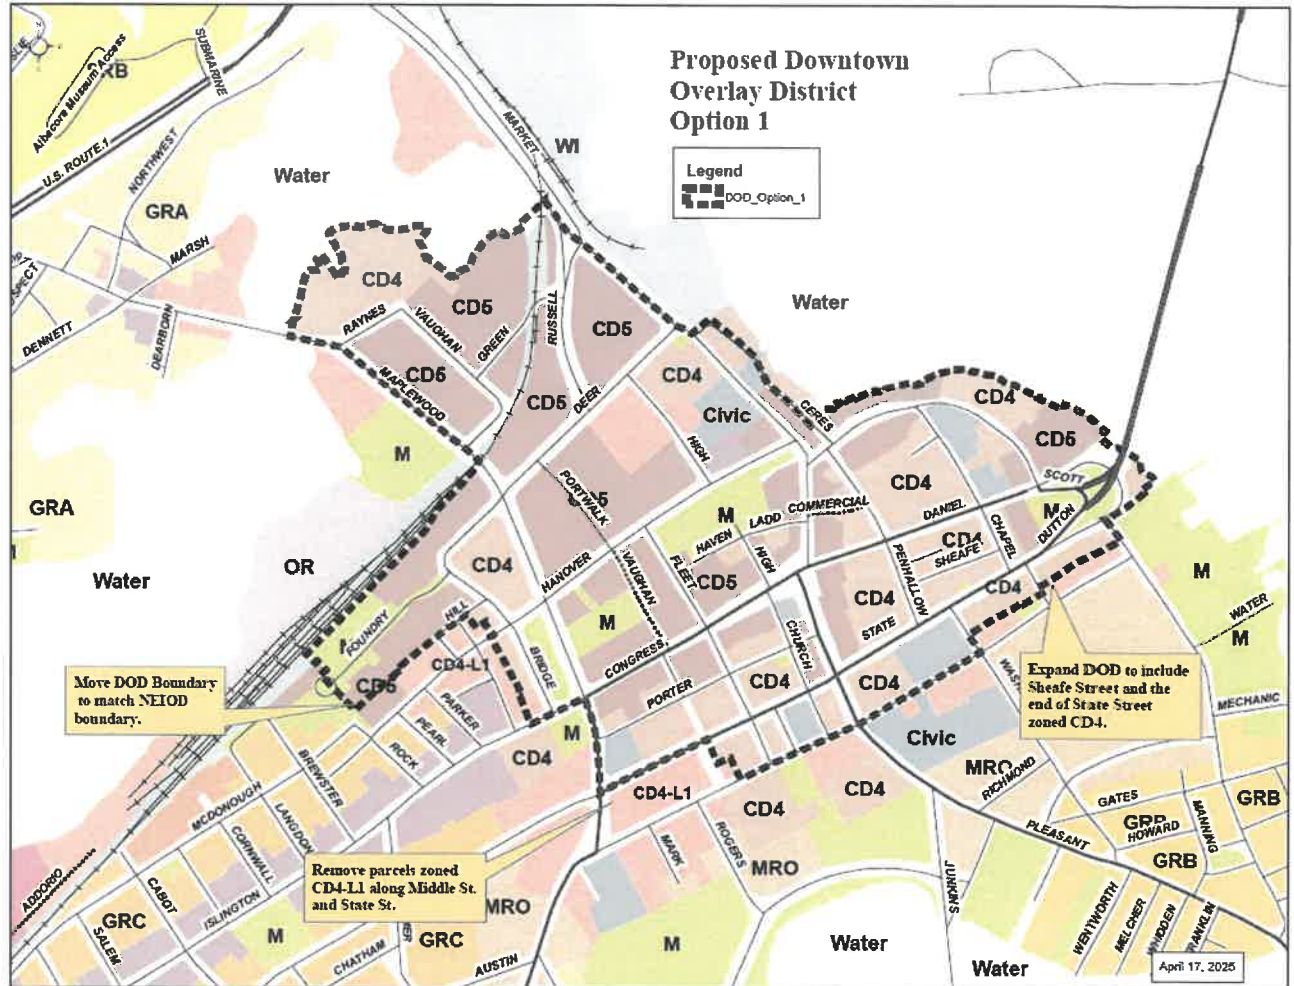 Proposed Downtown
Overlay District
Option 1
Legend
DOD_Option_1
SUBMARINE
GRB
Albacore Museum Access
U.S. ROUTE 1
NORTHWEST
MARKET
WI
Water
GRA
MARSH
DENNETT
DEARBORN
CD4
CD5
RAYNES
VAUGHAN
GREEN
RUSSELL
CD5
Water
CD5
MAPLEWOOD
CD5
DEER
CD4
Civic
CERES
CD4
CD5
HIGH
M
SCOTT
GRA
PORTWALK
CD4
M
LADD
COMMERCIAL
DANIEL
M
DUTTON
CHAPEL
HAVEN
HIGH
CD4
SHEAFE
PENHALLOW
OR
Water
CD4
HANOVER
VAUGHAN
FLEET
CD5
CD4
CD4
M
WATER
M
FOUNDRY
HILL
M
STATE
CHURCH
CD4-L1
BRIDGE
CONGRESS
CD5
PORTER
CD4
CD4
PARKER
PEARL
ROCK
Move DOD Boundary
to match NEIOD
boundary.
Expand DOD to include
Sheafe Street and the
end of State Street
zoned CD4.
MECHANIC
M
CD4
Civic
MRO
RICHMOND
BREWSTER
MCDONOUGH
LANGDON
CORNWALL
CD4-L1
CD4
CD4
GATES
MANNING
GRB
HOWARD
GRB
PLEASANT
ROGERS
MARK
MRO
Remove parcels zoned
CD4-L1 along Middle St.
and State St.
ADDORIO
CABOT
ISLINGTON
GRC
SALEM
M
MRO
GRC
CHATHAM
AUSTIN
M
JUNKINS
Water
Water
WENTWORTH
MELCHER
April 17, 2025